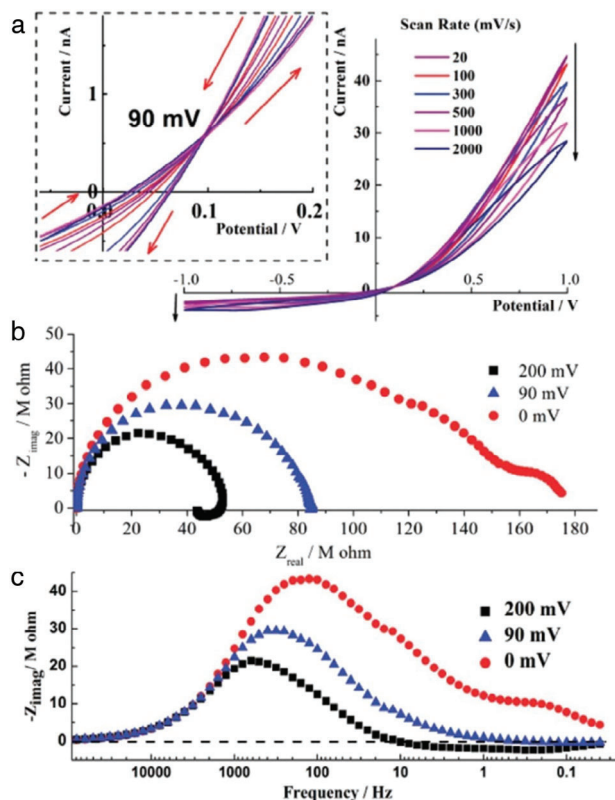 a
Current / nA
1
0
90 mV
0.0
0.1
0.2
Potential / V
Scan Rate (mV/s)
20
100
300
500
1000
2000
Current / nA
40
30
20
10
0
-1.0
-0.5
0.5
1.0
Potential / V
b
- Z imag / M ohm
50
40
30
20
10
0
200 mV
90 mV
0 mV
0
20
40
60
80
100
120
140
160
180
Z real / M ohm
c
-Zimag/ M ohm
40
30
20
10
0
200 mV
90 mV
0 mV
10000
1000
100
10
1
0.1
Frequency / Hz